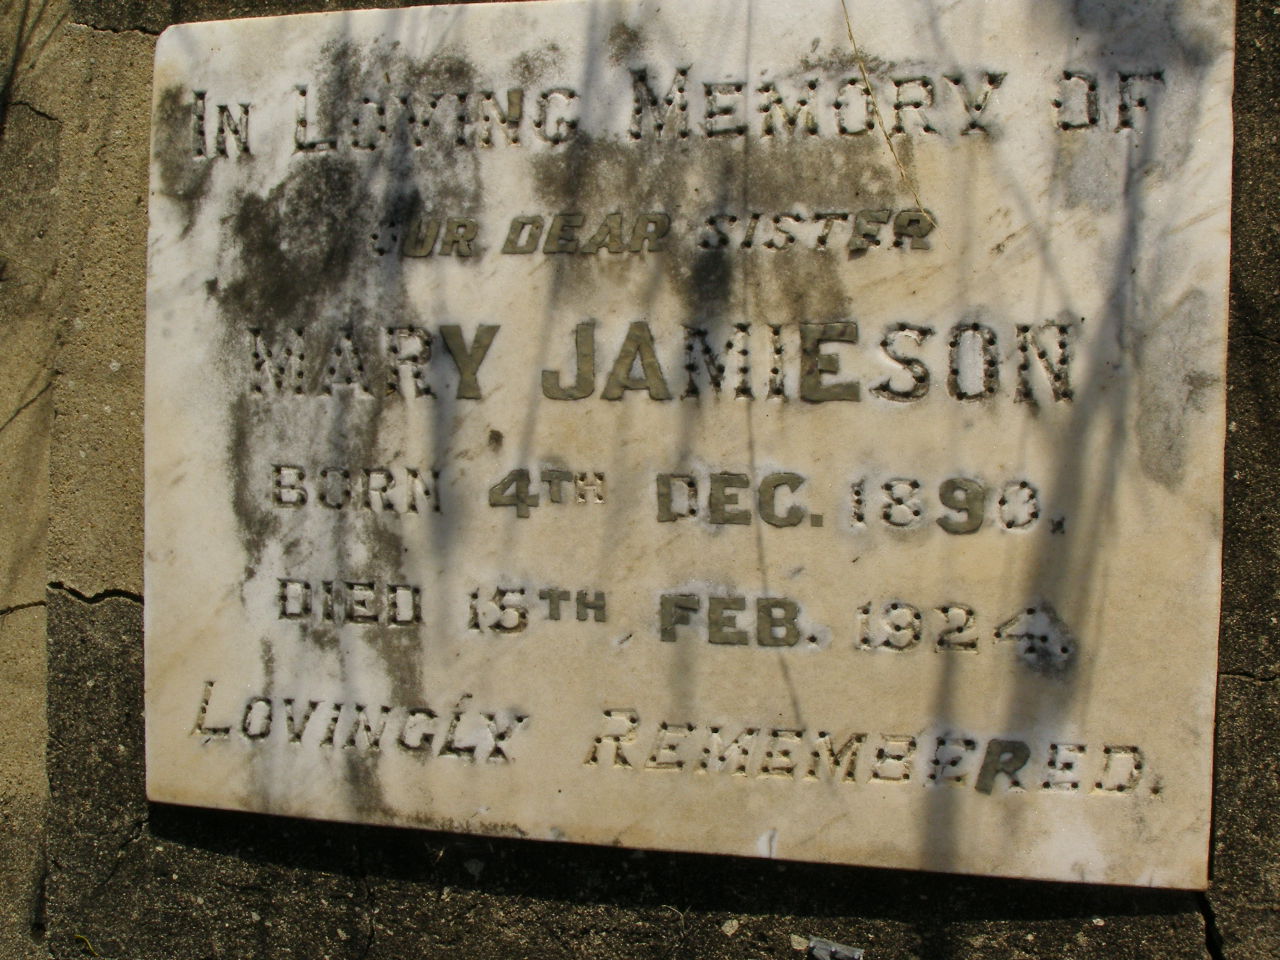 IN LOVING MEMORY OF
OUR DEAR SISTER
MARY JAMIESON
BORN 4TH DEC. 1890.
DIED 15TH FEB. 1924.
LOVINGLY REMEMBERED.